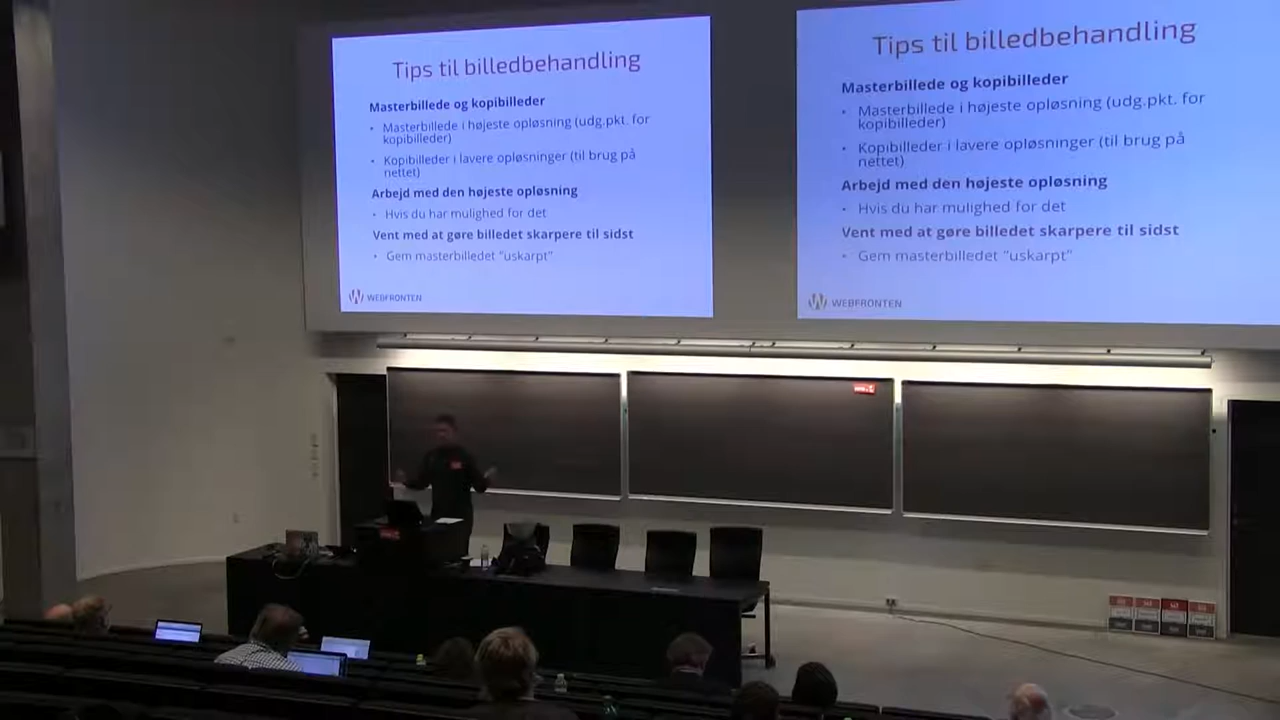 Tips til billedbehandling
Masterbillede og kopibilleder
• Masterbillede i højeste opløsning (udg.pkt. for
kopibilleder)
• Kopibilleder i lavere opløsninger (til brug på
nettet)
Arbejd med den højeste opløsning
• Hvis du har mulighed for det
Vent med at gøre billedet skarpere til sidst
• Gem masterbilledet "uskarpt"
WEBFRONTEN
Tips til billedbehandling
Masterbillede og kopibilleder
• Masterbillede i højeste opløsning (udg.pkt. for
kopibilleder)
• Kopibilleder i lavere opløsninger (til brug på
nettet)
Arbejd med den højeste opløsning
• Hvis du har mulighed for det
Vent med at gøre billedet skarpere til sidst
• Gem masterbilledet "uskarpt"
WEBFRONTEN